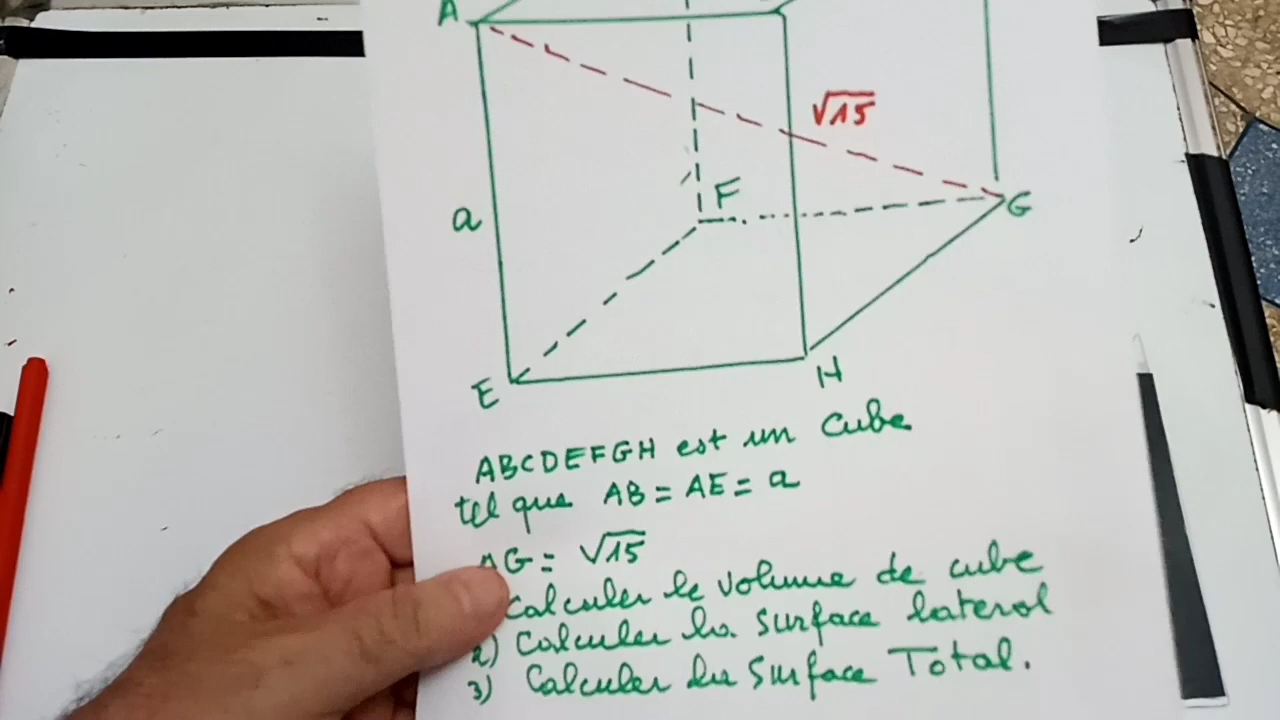 A
√15
F
a
G
E
H
ABCDEFGH est un cube
tel que AB = AE = a
AG = √15
Calculer le volume de cube
2) Calculer la surface laterol
3) Calculer la surface Total.